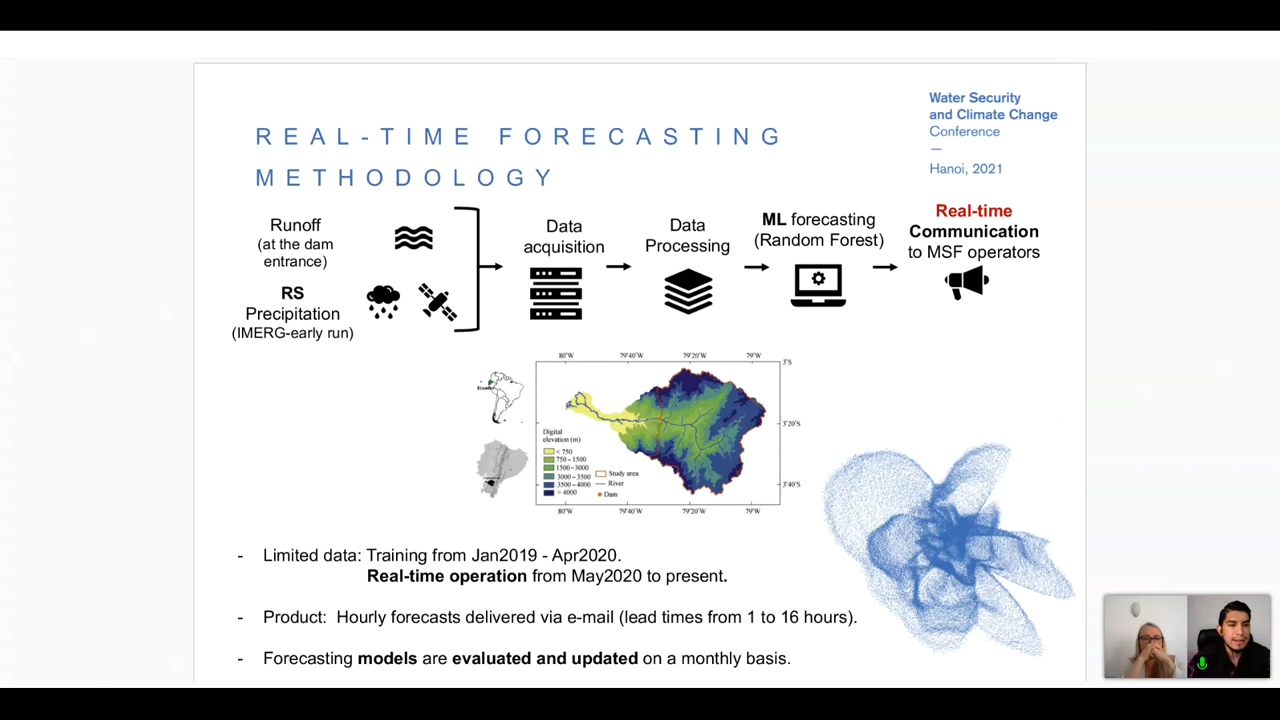 REAL-TIME FORECASTING
METHODOLOGY
Water Security
and Climate Change
Conference
—
Hanoi, 2021
Runoff
(at the dam
entrance)
RS
Precipitation
(IMERG-early run)
Data
acquisition
Data
Processing
ML forecasting
(Random Forest)
Real-time
Communication
to MSF operators
80°W
79°40'W
79°20'W
79°W
3°S
3°20'S
3°40'S
Ecuador
Digital
elevation (m)
< 750
750 – 1500
1500 – 3000
3000 – 3500
3500 – 4000
> 4000
Study area
River
Dam
80°W
79°40'W
79°20'W
79°W
- Limited data: Training from Jan2019 - Apr2020.
Real-time operation from May2020 to present.
- Product: Hourly forecasts delivered via e-mail (lead times from 1 to 16 hours).
- Forecasting models are evaluated and updated on a monthly basis.